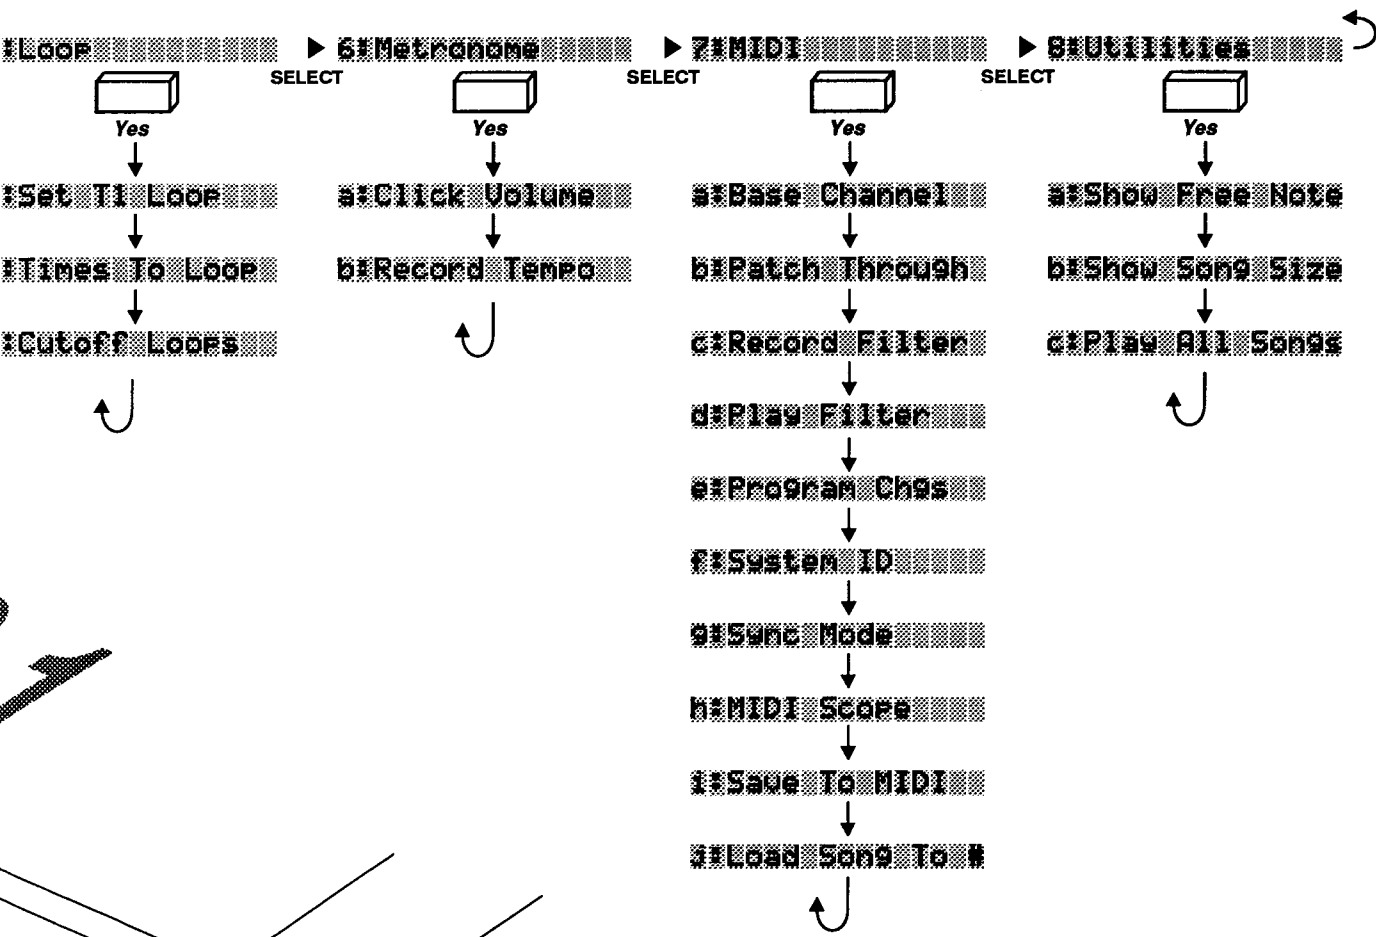 :Loop
6:Metronome
7:MIDI
8:Utilities
SELECT
SELECT
SELECT
Yes
Yes
Yes
Yes
:Set T1 Loop
a:Click Volume
a:Base Channel
a:Show Free Note
:Times To Loop
b:Record Tempo
b:Patch Through
b:Show Song Size
:Cutoff Loops
c:Record Filter
c:Play All Songs
d:Play Filter
e:Program Chgs
f:System ID
g:Sync Mode
h:MIDI Scope
i:Save To MIDI
j:Load Song To #